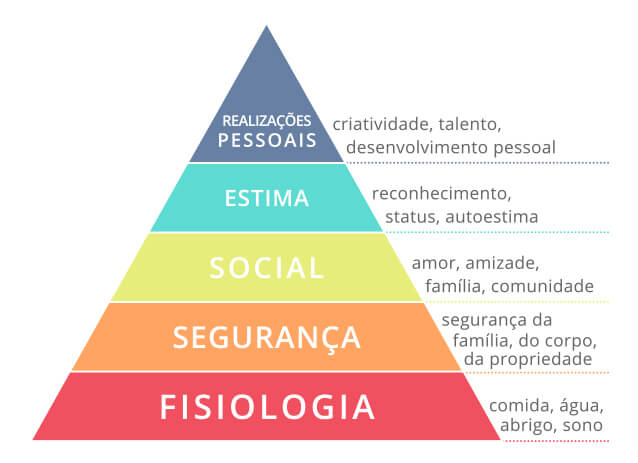 REALIZAÇÕES
PESSOAIS
criatividade, talento,
desenvolvimento pessoal
ESTIMA
reconhecimento,
status, autoestima
SOCIAL
amor, amizade,
família, comunidade
SEGURANÇA
segurança da
família, do corpo,
da propriedade
FISIOLOGIA
comida, água,
abrigo, sono